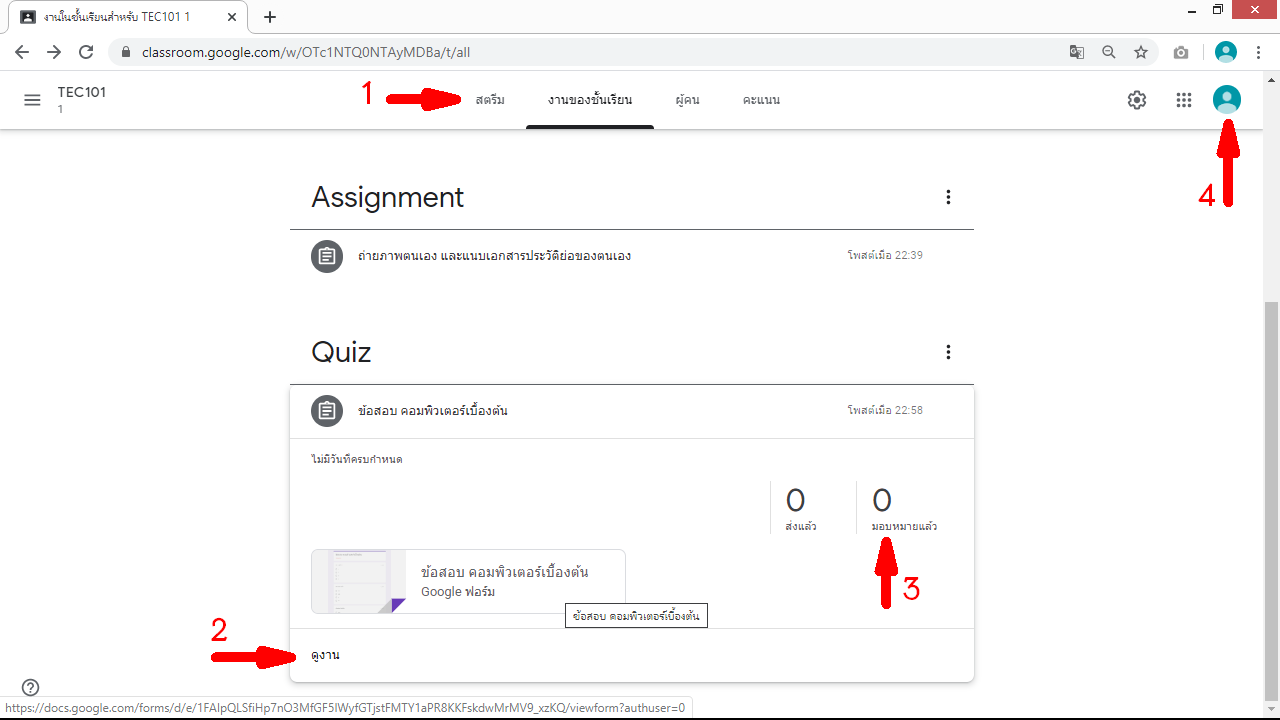 งานในชั้นเรียนสำหรับ TEC101 1
classroom.google.com/w/OTc1NTQ0NTAyMDBa/t/all
TEC101
1
1
สตรีม
งานของชั้นเรียน
ผู้คน
คะแนน
4
Assignment
ถ่ายภาพตนเอง และแนบเอกสารประวัติย่อของตนเอง
โพสต์เมื่อ 22:39
Quiz
ข้อสอบ คอมพิวเตอร์เบื้องต้น
โพสต์เมื่อ 22:58
ไม่มีวันที่ครบกำหนด
0
ส่งแล้ว
0
มอบหมายแล้ว
3
ข้อสอบ คอมพิวเตอร์เบื้องต้น
Google ฟอร์ม
ข้อสอบ คอมพิวเตอร์เบื้องต้น
2
ดูงาน
https://docs.google.com/forms/d/e/1FAIpQLSfiHp7nO3MfGF5IWyfGTjstFMTY1aPR8KKFskdwMrMV9_xzKQ/viewform?authuser=0